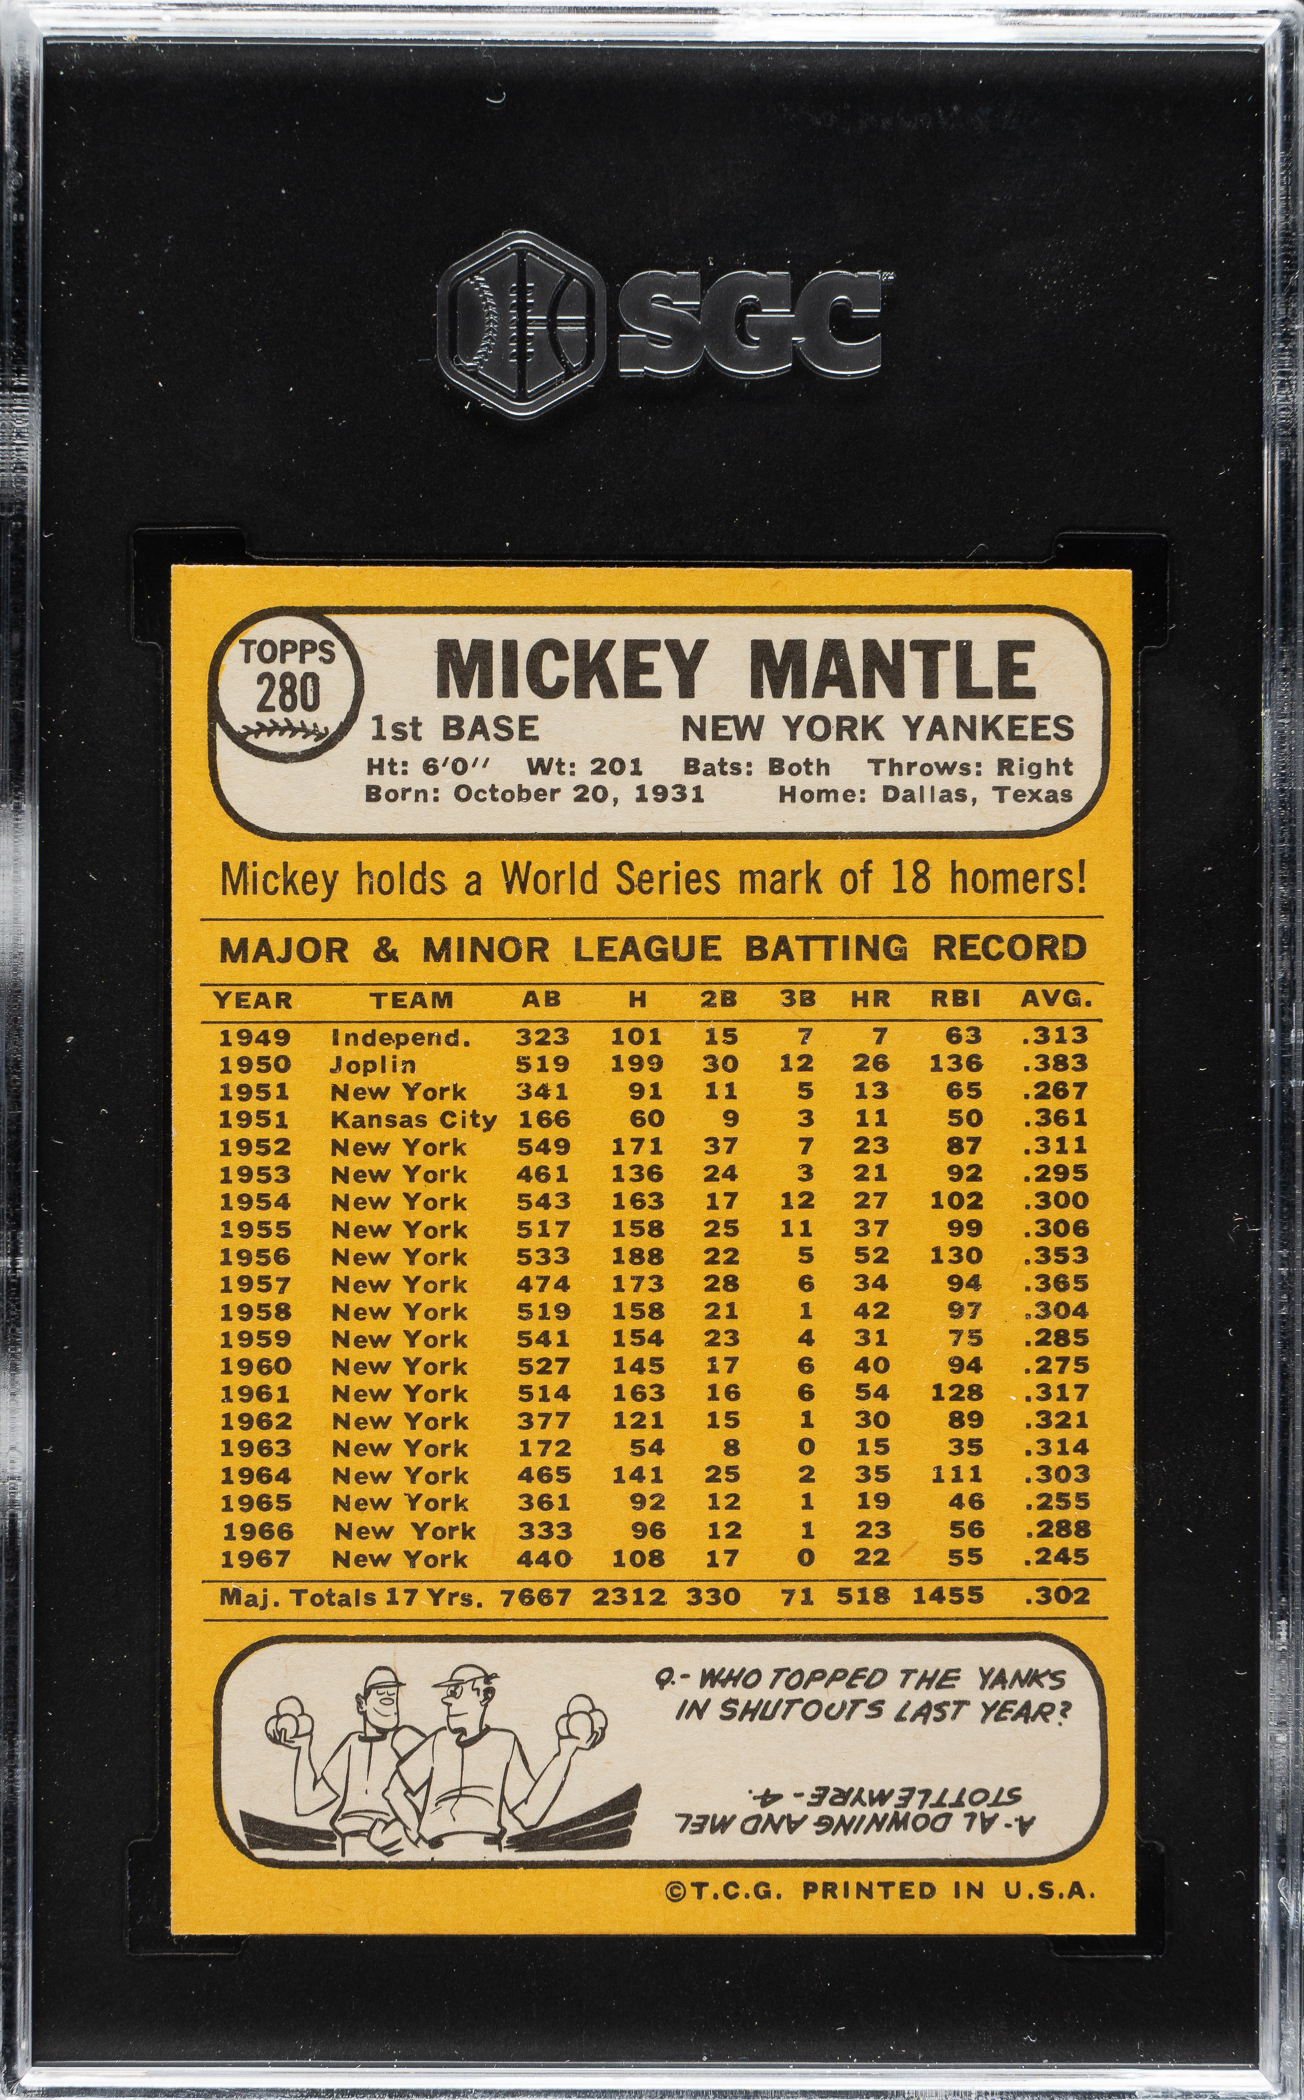 SGC
TOPPS
280
MICKEY MANTLE
1st BASE NEW YORK YANKEES
Ht: 6'0" Wt: 201 Bats: Both Throws: Right
Born: October 20, 1931 Home: Dallas, Texas
Mickey holds a World Series mark of 18 homers!
MAJOR & MINOR LEAGUE BATTING RECORD
YEAR TEAM AB H 2B 3B HR RBI AVG.
1949 Independ. 323 101 15 7 7 63 .313
1950 Joplin 519 199 30 12 26 136 .383
1951 New York 341 91 11 5 13 65 .267
1951 Kansas City 166 60 9 3 11 50 .361
1952 New York 549 171 37 7 23 87 .311
1953 New York 461 136 24 3 21 92 .295
1954 New York 543 163 17 12 27 102 .300
1955 New York 517 158 25 11 37 99 .306
1956 New York 533 188 22 5 52 130 .353
1957 New York 474 173 28 6 34 94 .365
1958 New York 519 158 21 1 42 97 .304
1959 New York 541 154 23 4 31 75 .285
1960 New York 527 145 17 6 40 94 .275
1961 New York 514 163 16 6 54 128 .317
1962 New York 377 121 15 1 30 89 .321
1963 New York 172 54 8 0 15 35 .314
1964 New York 465 141 25 2 35 111 .303
1965 New York 361 92 12 1 19 46 .255
1966 New York 333 96 12 1 23 56 .288
1967 New York 440 108 17 0 22 55 .245
Maj. Totals 17 Yrs. 7667 2312 330 71 518 1455 .302
Q.- WHO TOPPED THE YANKS
IN SHUTOUTS LAST YEAR?
A- AL DOWNING AND MEL
STOTTLEMYRE - 4.
©T.C.G. PRINTED IN U.S.A.